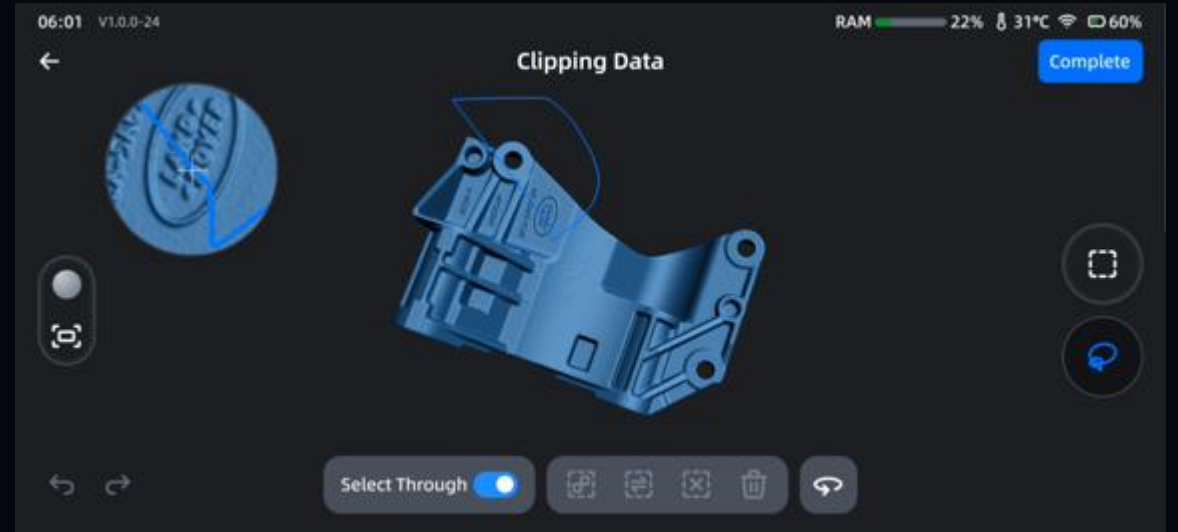 06:01 V1.0.0-24
RAM 22% 31°C 60%
Clipping Data
Complete
Select Through